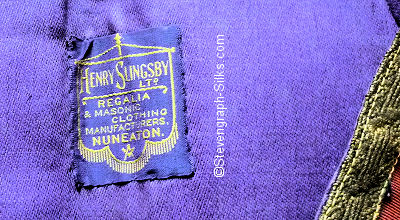 HENRY SLINGSBY
LTD
REGALIA
& MASONIC
CLOTHING
MANUFACTURERS.
NUNEATON.
©Stevengraph-Silks.com